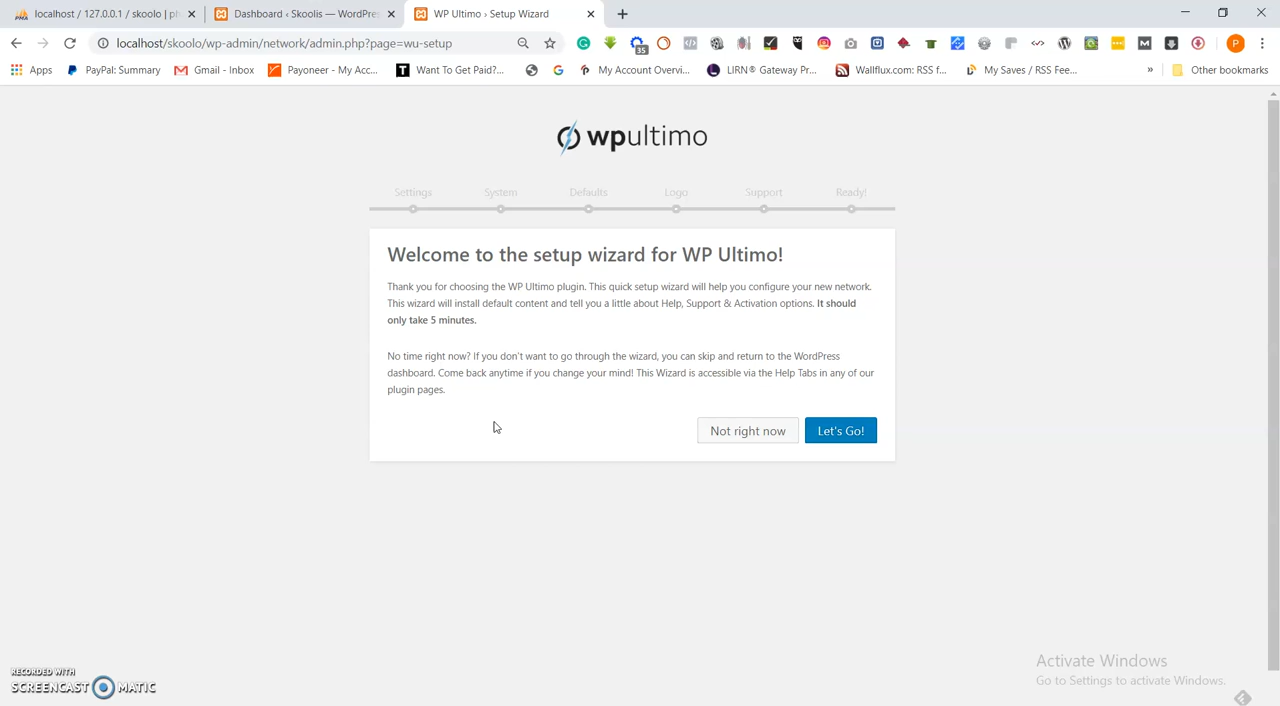 localhost / 127.0.0.1 / skoolo | ph
Dashboard ‹ Skoolis — WordPres
WP Ultimo › Setup Wizard
localhost/skoolo/wp-admin/network/admin.php?page=wu-setup
35
P
Apps
PayPal: Summary
Gmail - Inbox
Payoneer - My Acc...
Want To Get Paid?...
My Account Overvi...
LIRN® Gateway Pr...
Wallflux.com: RSS f...
My Saves / RSS Fee...
»
Other bookmarks
wpultimo
Settings
System
Defaults
Logo
Support
Ready!
Welcome to the setup wizard for WP Ultimo!
Thank you for choosing the WP Ultimo plugin. This quick setup wizard will help you configure your new network.
This wizard will install default content and tell you a little about Help, Support & Activation options. It should
only take 5 minutes.
No time right now? If you don't want to go through the wizard, you can skip and return to the WordPress
dashboard. Come back anytime if you change your mind! This Wizard is accessible via the Help Tabs in any of our
plugin pages.
Not right now
Let's Go!
Activate Windows
Go to Settings to activate Windows.
RECORDED WITH
SCREENCAST MATIC